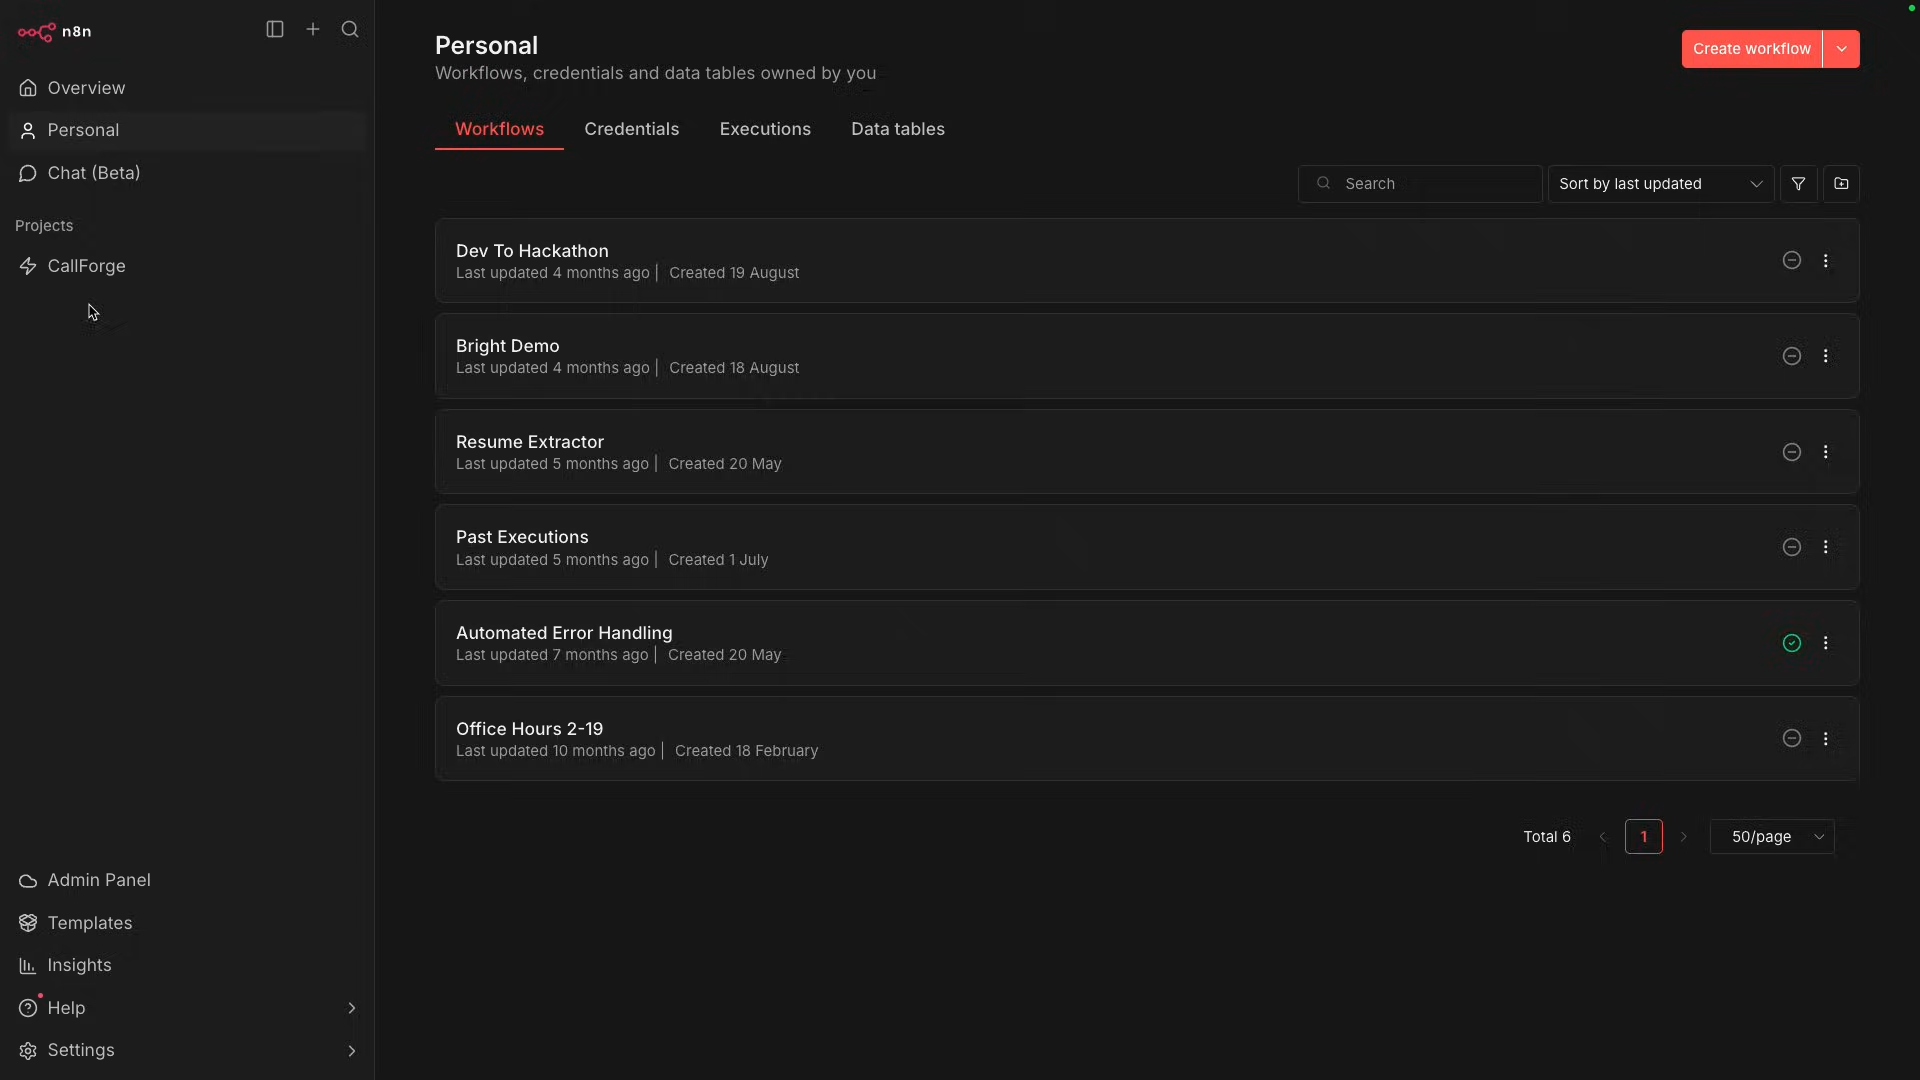 n8n
Overview
Personal
Chat (Beta)
Projects
CallForge
Admin Panel
Templates
Insights
Help
Settings
Personal
Workflows, credentials and data tables owned by you
Create workflow
Workflows Credentials Executions Data tables
Search Sort by last updated
Dev To Hackathon
Last updated 4 months ago | Created 19 August
Bright Demo
Last updated 4 months ago | Created 18 August
Resume Extractor
Last updated 5 months ago | Created 20 May
Past Executions
Last updated 5 months ago | Created 1 July
Automated Error Handling
Last updated 7 months ago | Created 20 May
Office Hours 2-19
Last updated 10 months ago | Created 18 February
Total 6 1 50/page